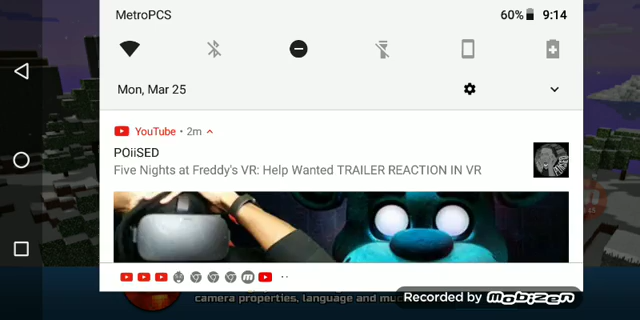 MetroPCS
60%
9:14
Mon, Mar 25
YouTube • 2m
POiiSED
Five Nights at Freddy's VR: Help Wanted TRAILER REACTION IN VR
camera properties, language and
Recorded by Mobizen